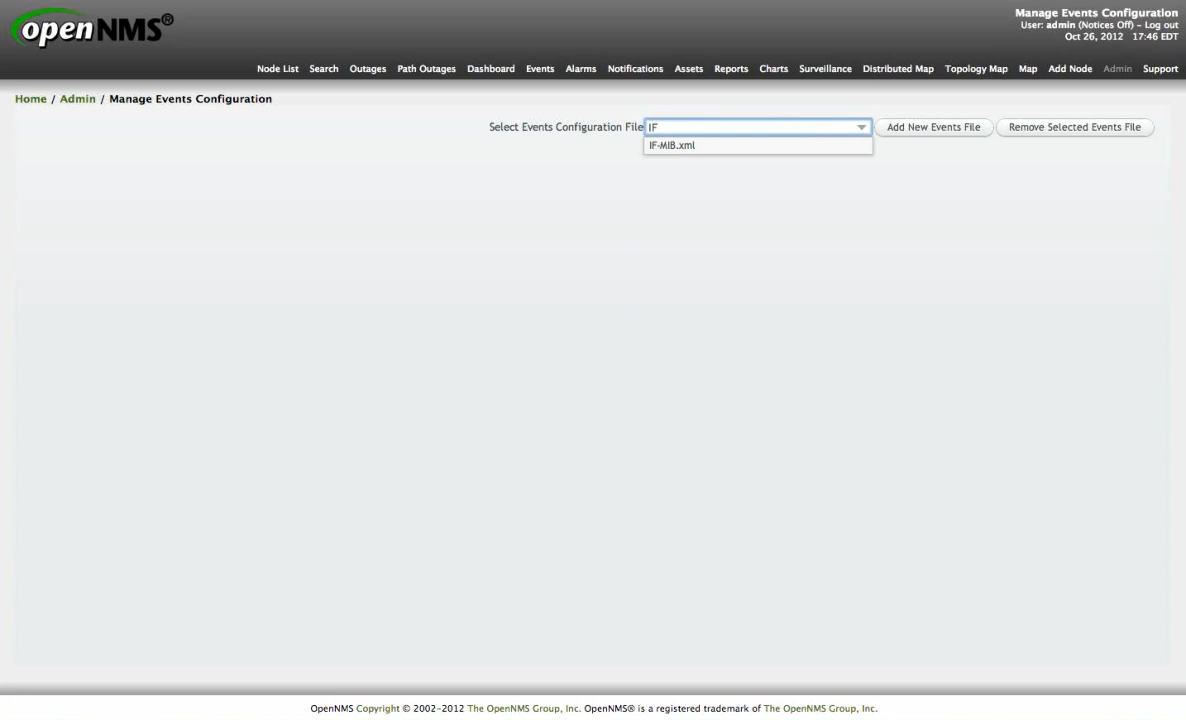 openNMS®
Manage Events Configuration
User: admin (Notices Off) - Log out
Oct 26, 2012 17:46 EDT
Node List Search Outages Path Outages Dashboard Events Alarms Notifications Assets Reports Charts Surveillance Distributed Map Topology Map Map Add Node Admin Support
Home / Admin / Manage Events Configuration
Select Events Configuration File IF Add New Events File Remove Selected Events File
IF-MIB.xml
OpenNMS Copyright © 2002-2012 The OpenNMS Group, Inc. OpenNMS® is a registered trademark of The OpenNMS Group, Inc.